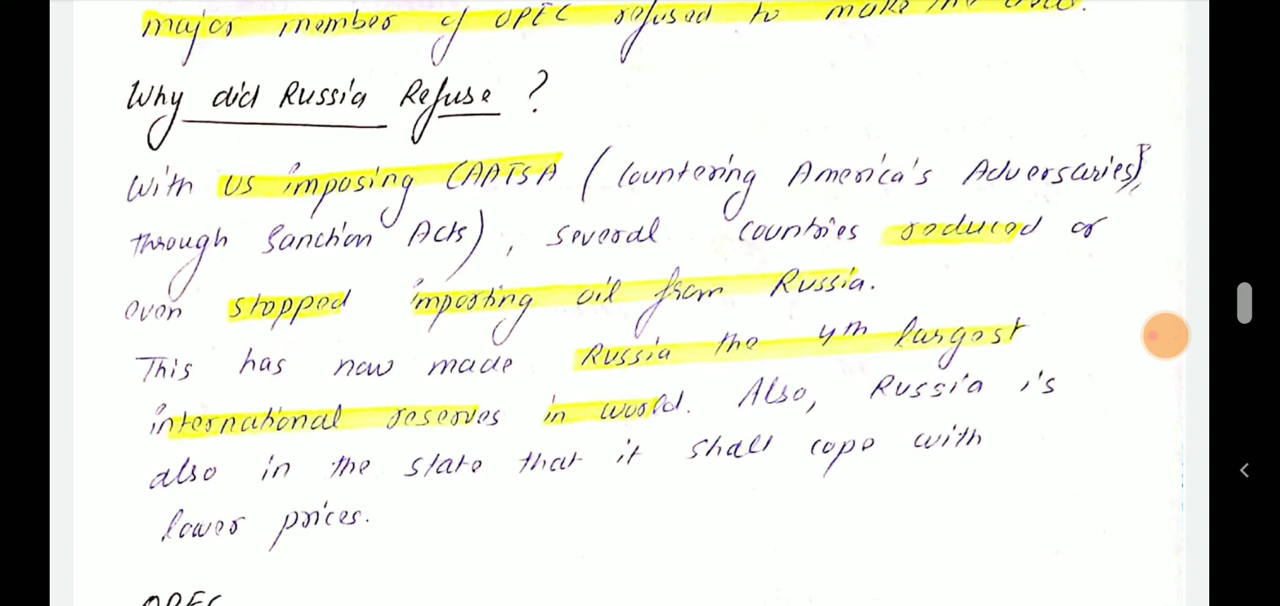 major member of OPEC refused to make
Why did Russia Refuse ?
With US imposing CAATSA (Countering America's Adversaries
through Sanction Acts), several countries reduced or
even stopped importing oil from Russia.
This has now made Russia the 4th largest
international reserves in world. Also, Russia is
also in the state that it shall cope with
lower prices.
OPEC